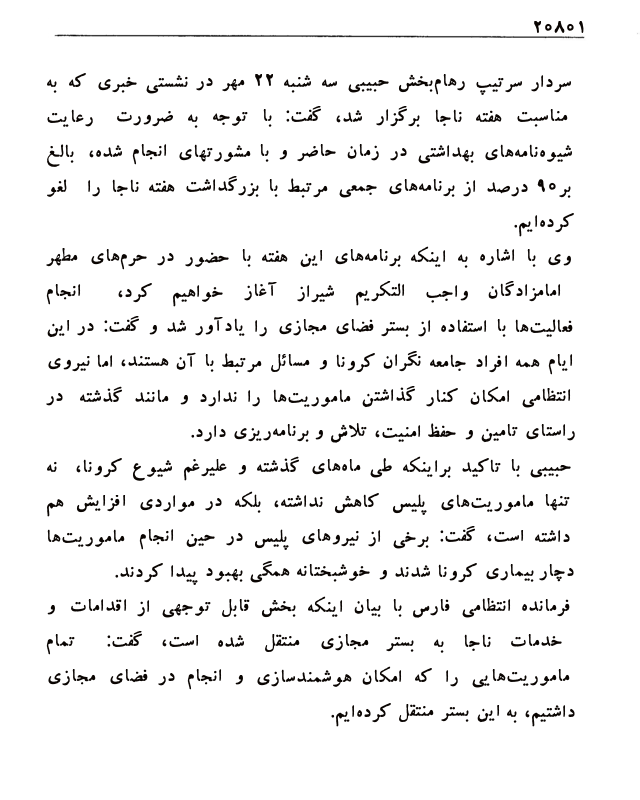 ۲۰۸۰۱
سردار سرتیپ رهام‌بخش حبیبی سه شنبه ۲۲ مهر در نشستی خبری که به
مناسبت هفته ناجا برگزار شد، گفت: با توجه به ضرورت رعایت
شیوه‌نامه‌های بهداشتی در زمان حاضر و با مشورتهای انجام شده، بالغ
بر۹۰ درصد از برنامه‌های جمعی مرتبط با بزرگداشت هفته ناجا را لغو
کرده‌ایم.
وی با اشاره به اینکه برنامه‌های این هفته با حضور در حرم‌های مطهر
امامزادگان واجب التکریم شیراز آغاز خواهیم کرد، انجام
فعالیت‌ها با استفاده از بستر فضای مجازی را یادآور شد و گفت: در این
ایام همه افراد جامعه نگران کرونا و مسائل مرتبط با آن هستند، اما نیروی
انتظامی امکان کنار گذاشتن ماموریت‌ها را ندارد و مانند گذشته در
راستای تامین و حفظ امنیت، تلاش و برنامه‌ریزی دارد.
حبیبی با تاکید براینکه طی ماه‌های گذشته و علیرغم شیوع کرونا، نه
تنها ماموریت‌های پلیس کاهش نداشته، بلکه در مواردی افزایش هم
داشته است، گفت: برخی از نیروهای پلیس در حین انجام ماموریت‌ها
دچار بیماری کرونا شدند و خوشبختانه همگی بهبود پیدا کردند.
فرمانده انتظامی فارس با بیان اینکه بخش قابل توجهی از اقدامات و
خدمات ناجا به بستر مجازی منتقل شده است، گفت: تمام
ماموریت‌هایی را که امکان هوشمندسازی و انجام در فضای مجازی
داشتیم، به این بستر منتقل کرده‌ایم.